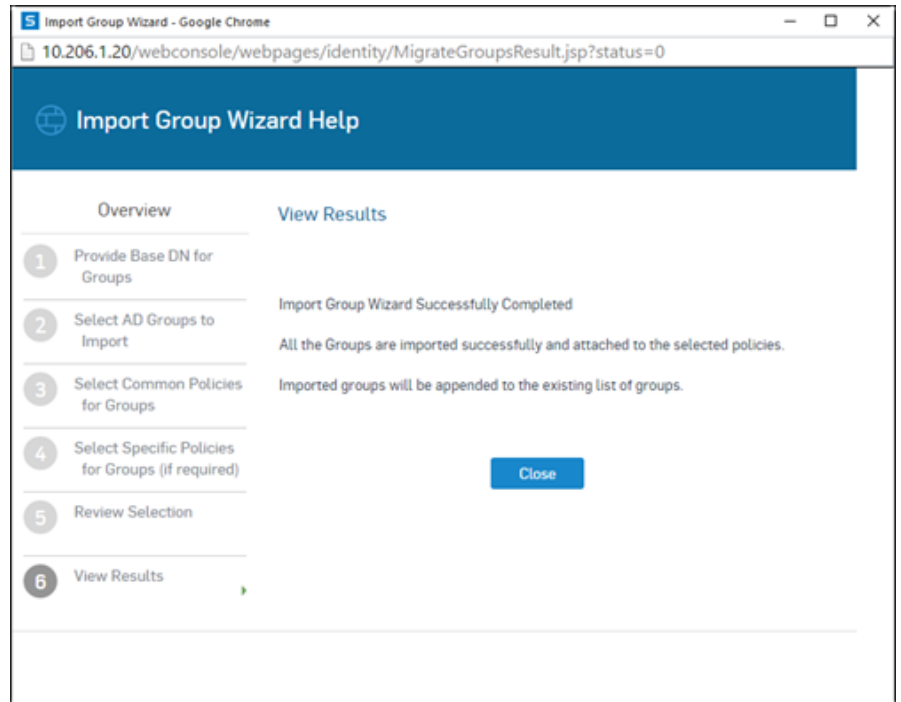 S Import Group Wizard - Google Chrome
10.206.1.20/webconsole/webpages/identity/MigrateGroupsResult.jsp?status=0
Import Group Wizard Help
Overview
1 Provide Base DN for
Groups
2 Select AD Groups to
Import
3 Select Common Policies
for Groups
4 Select Specific Policies
for Groups (if required)
5 Review Selection
6 View Results
View Results
Import Group Wizard Successfully Completed
All the Groups are imported successfully and attached to the selected policies.
Imported groups will be appended to the existing list of groups.
Close